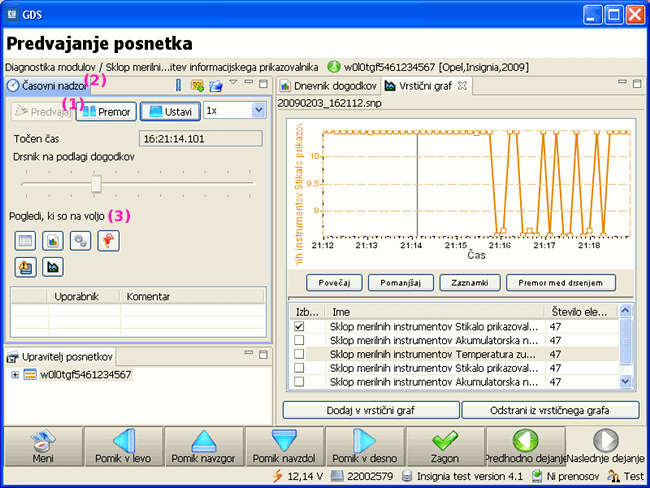 GDS
Predvajanje posnetka
Diagnostika modulov / Sklop merilni...itev informacijskega prikazovalnika w0l0tgf5461234567 [Opel,Insignia,2009]
Časovni nadzor (2)
(1)
Predvajaj Premor Ustavi 1x
Točen čas 16:21:14.101
Drsnik na podlagi dogodkov
Pogledi, ki so na voljo (3)
Uporabnik Komentar
Upravitelj posnetkov
w0l0tgf5461234567
Dnevnik dogodkov Vrstični graf
20090203_162112.snp
nih instrumentov Stikalo prikazov
10
9.5
9
21:12 21:13 21:14 21:15 21:16 21:17 21:18
Čas
Povečaj Pomanjšaj Zaznamki Premor med drsenjem
Izb... Ime Število ele...
Sklop merilnih instrumentov Stikalo prikazoval... 47
Sklop merilnih instrumentov Akumulatorska n... 47
Sklop merilnih instrumentov Temperatura zu... 47
Sklop merilnih instrumentov Stikalo prikazoval... 47
Sklop merilnih instrumentov Akumulatorska n... 47
Dodaj v vrstični graf Odstrani iz vrstičnega grafa
Meni Pomik v levo Pomik navzgor Pomik navzdol Pomik v desno Zagon Predhodno dejanje Naslednje dejanje
12,14 V 22002579 Insignia test version 4.1 Ni prenosov Test